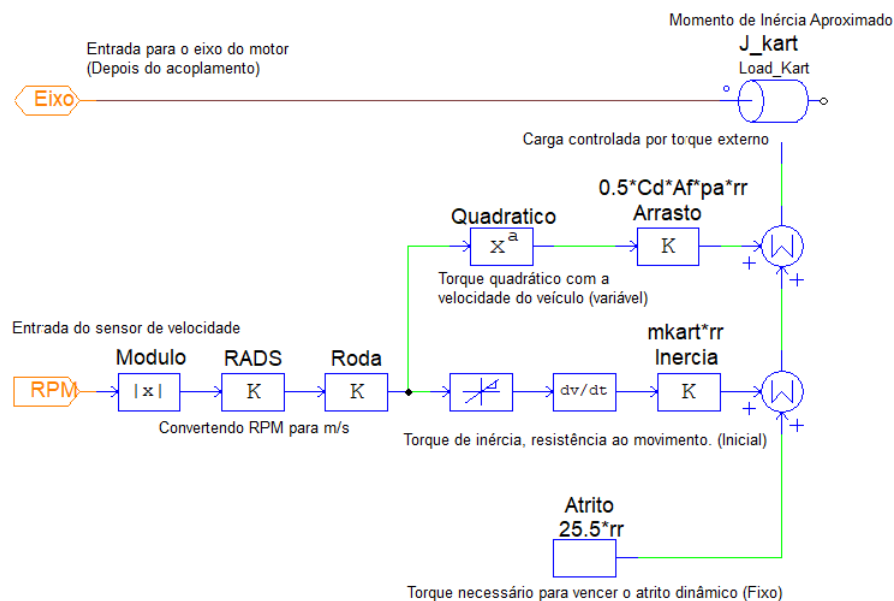 Momento de Inércia Aproximado
J_kart
Load_Kart
Entrada para o eixo do motor
(Depois do acoplamento)
Eixo
Carga controlada por torque externo
0.5*Cd*Af*pa*rr
Quadratico
Arrasto
x^a
K
+
+
Torque quadrático com a
velocidade do veículo (variável)
Entrada do sensor de velocidade
mkart*rr
Modulo
RADS
Roda
Inercia
RPM
|x|
K
K
dv/dt
K
+
+
Convertendo RPM para m/s
Torque de inércia, resistência ao movimento. (Inicial)
Atrito
25.5*rr
Torque necessário para vencer o atrito dinâmico (Fixo)